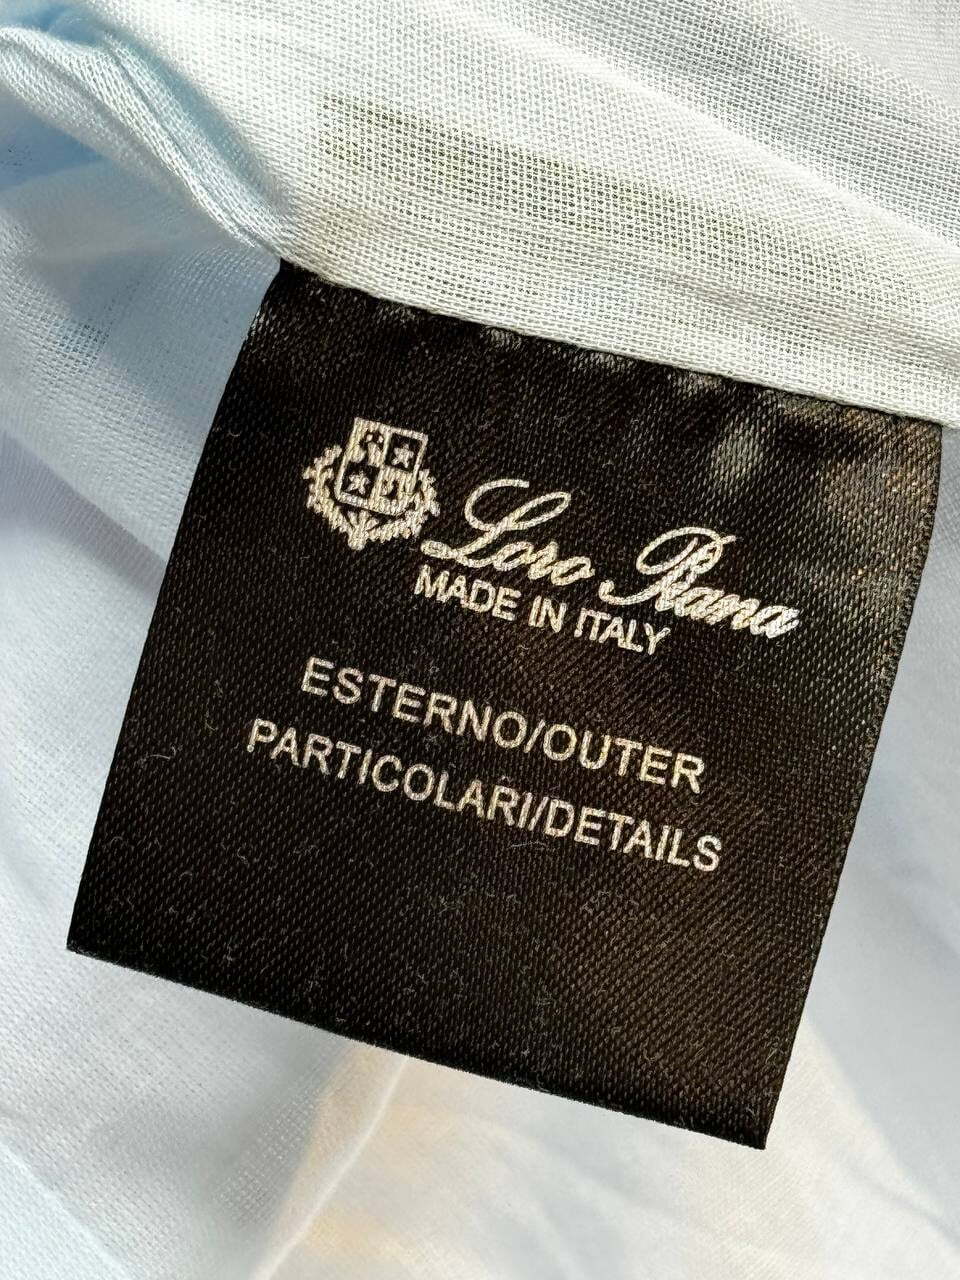 Loro Piana
MADE IN ITALY
ESTERNO/OUTER
PARTICOLARI/DETAILS